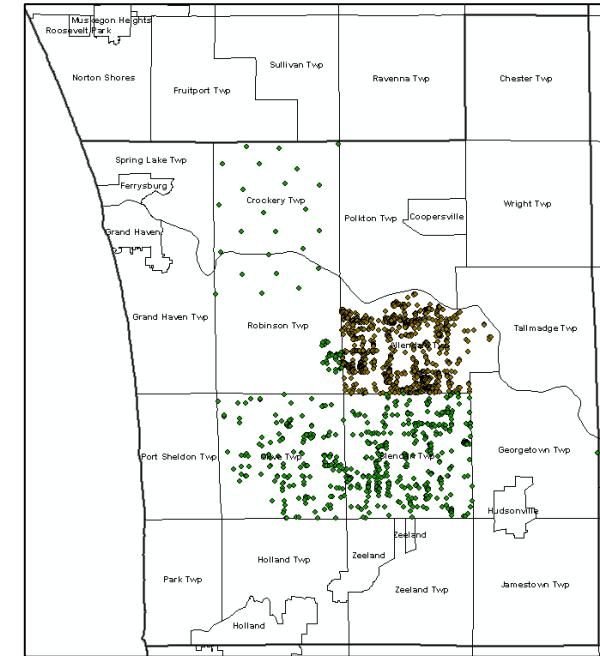 Muskegon Heights
Roosevelt Park
Norton Shores
Fruitport Twp
Sullivan Twp
Ravenna Twp
Chester Twp
Spring Lake Twp
Ferrysburg
Crockery Twp
Polkton Twp
Coopersville
Wright Twp
Grand Haven
Grand Haven Twp
Robinson Twp
Tallmadge Twp
Port Sheldon Twp
Olive Twp
Georgetown Twp
Hudsonville
Zeeland
Zeeland
Holland Twp
Park Twp
Zeeland Twp
Jamestown Twp
Holland